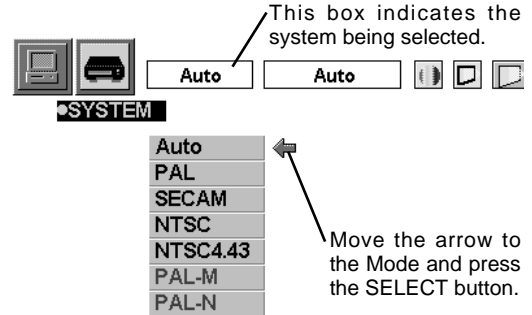 This box indicates the
system being selected.
Auto Auto
●SYSTEM
Auto
PAL
SECAM
NTSC
NTSC4.43
PAL-M
PAL-N
Move the arrow to
the Mode and press
the SELECT button.